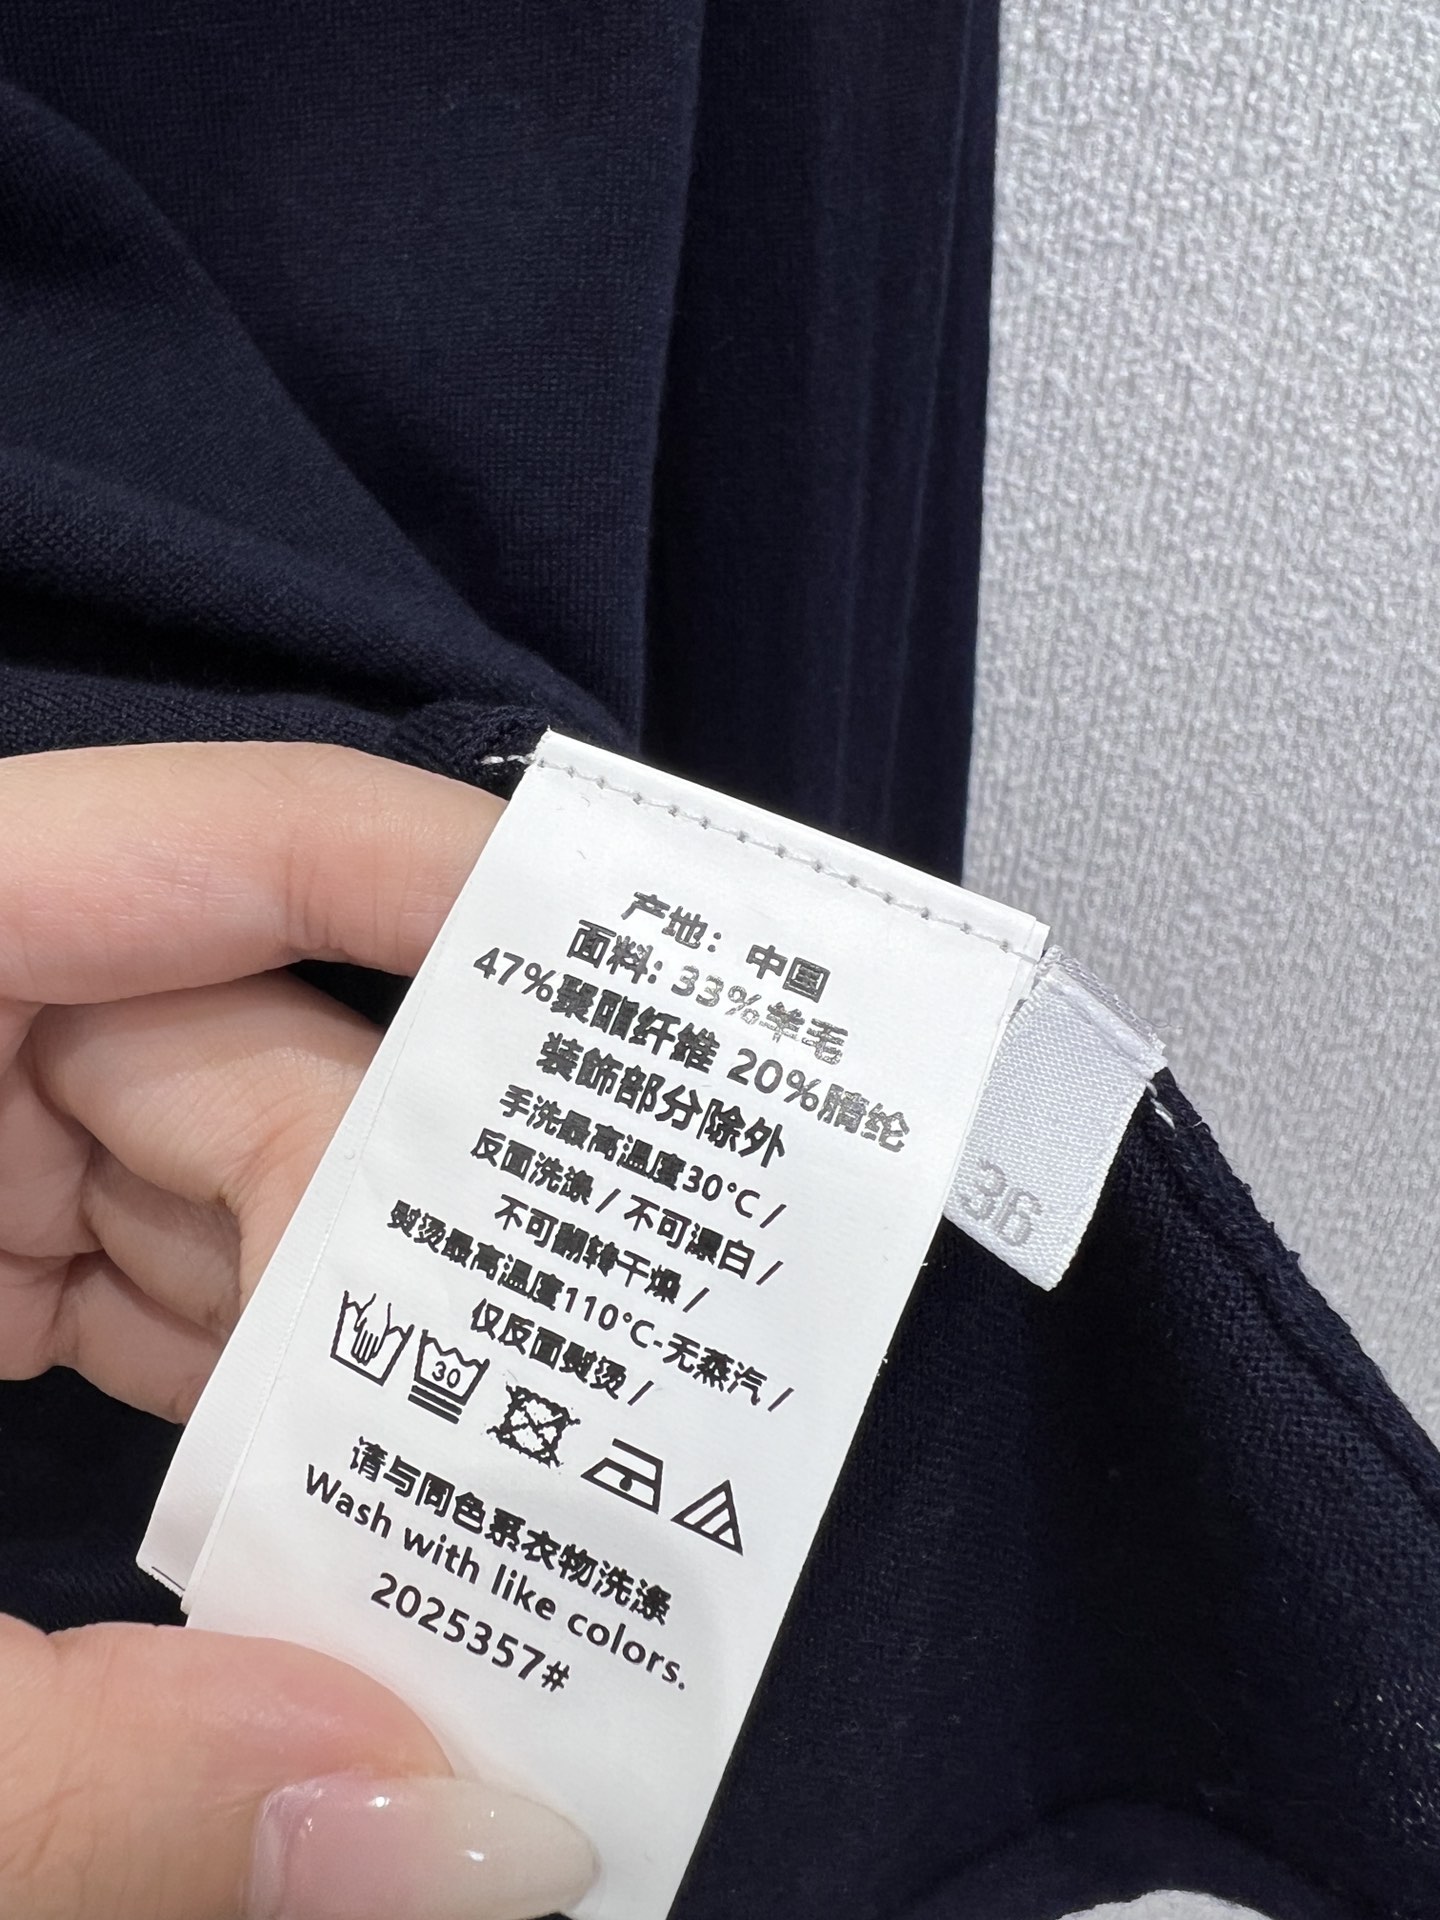 产地：中国
面料：33%羊毛
47%聚酯纤维 20%腈纶
装饰部分除外
手洗最高温度30°C /
反面洗涤 / 不可漂白 /
不可翻转干燥 /
熨烫最高温度110°C-无蒸汽 /
仅反面熨烫 /
30
请与同色系衣物洗涤
Wash with like colors.
2025357#
36